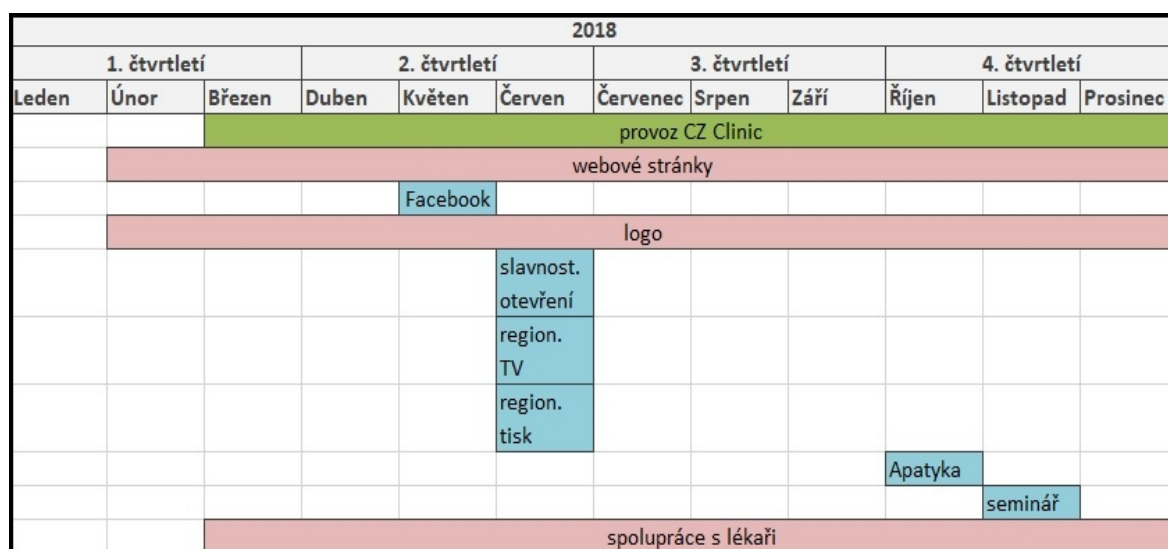 2018
1. čtvrtletí 2. čtvrtletí 3. čtvrtletí 4. čtvrtletí
Leden Únor Březen Duben Květen Červen Červenec Srpen Září Říjen Listopad Prosinec
provoz CZ Clinic
webové stránky
Facebook
logo
slavnost.
otevření
region.
TV
region.
tisk
Apatyka
seminář
spolupráce s lékaři